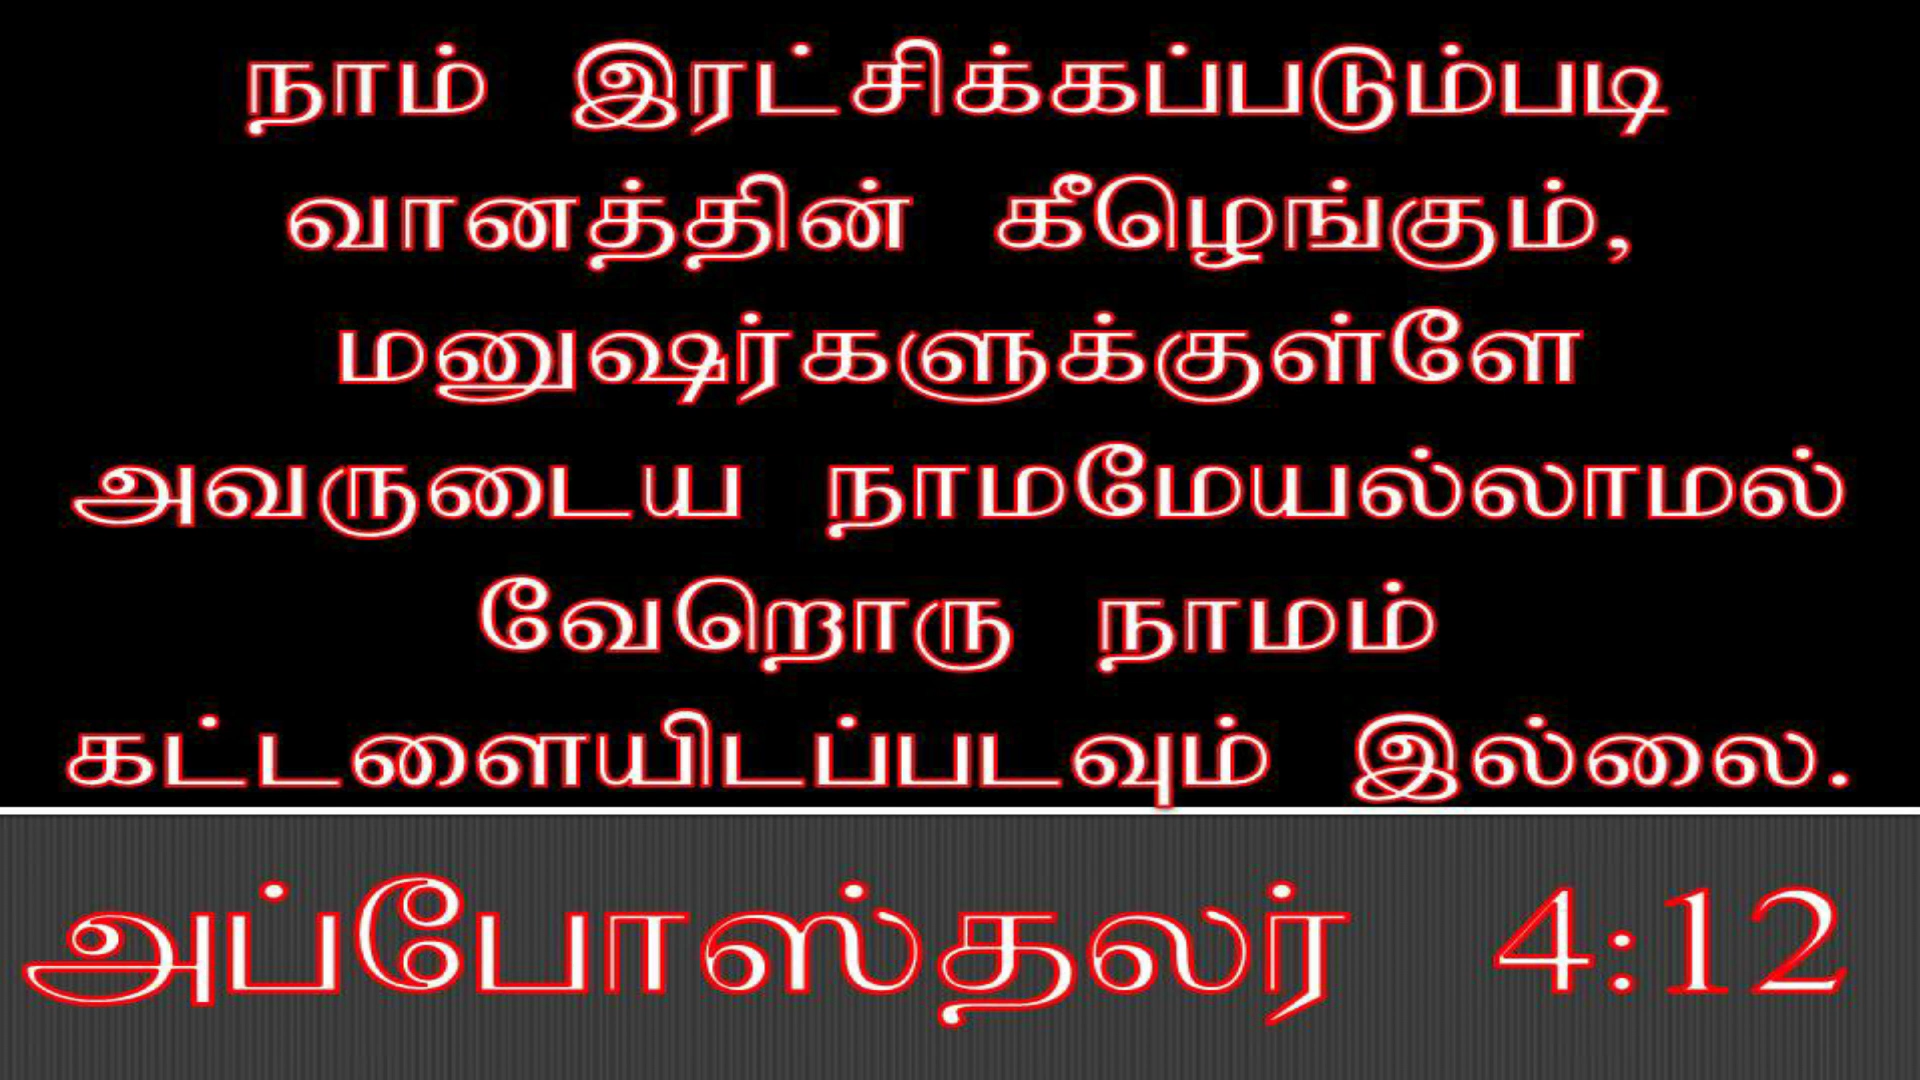 நாம் இரட்சிக்கப்படும்படி
வானத்தின் கீழெங்கும்,
மனுஷர்களுக்குள்ளே
அவருடைய நாமமேயல்லாமல்
வேறொரு நாமம்
கட்டளையிடப்படவும் இல்லை.
அப்போஸ்தலர் 4:12